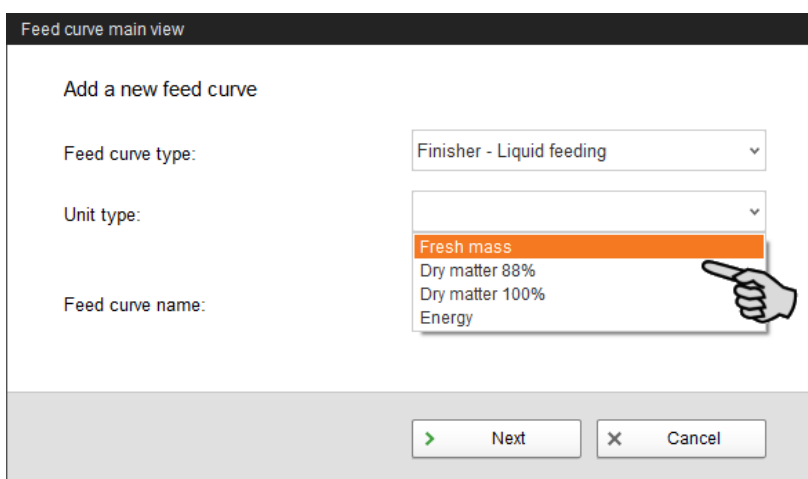 Feed curve main view
Add a new feed curve
Feed curve type:
Finisher - Liquid feeding
Unit type:
Fresh mass
Dry matter 88%
Dry matter 100%
Energy
Feed curve name:
Next
Cancel